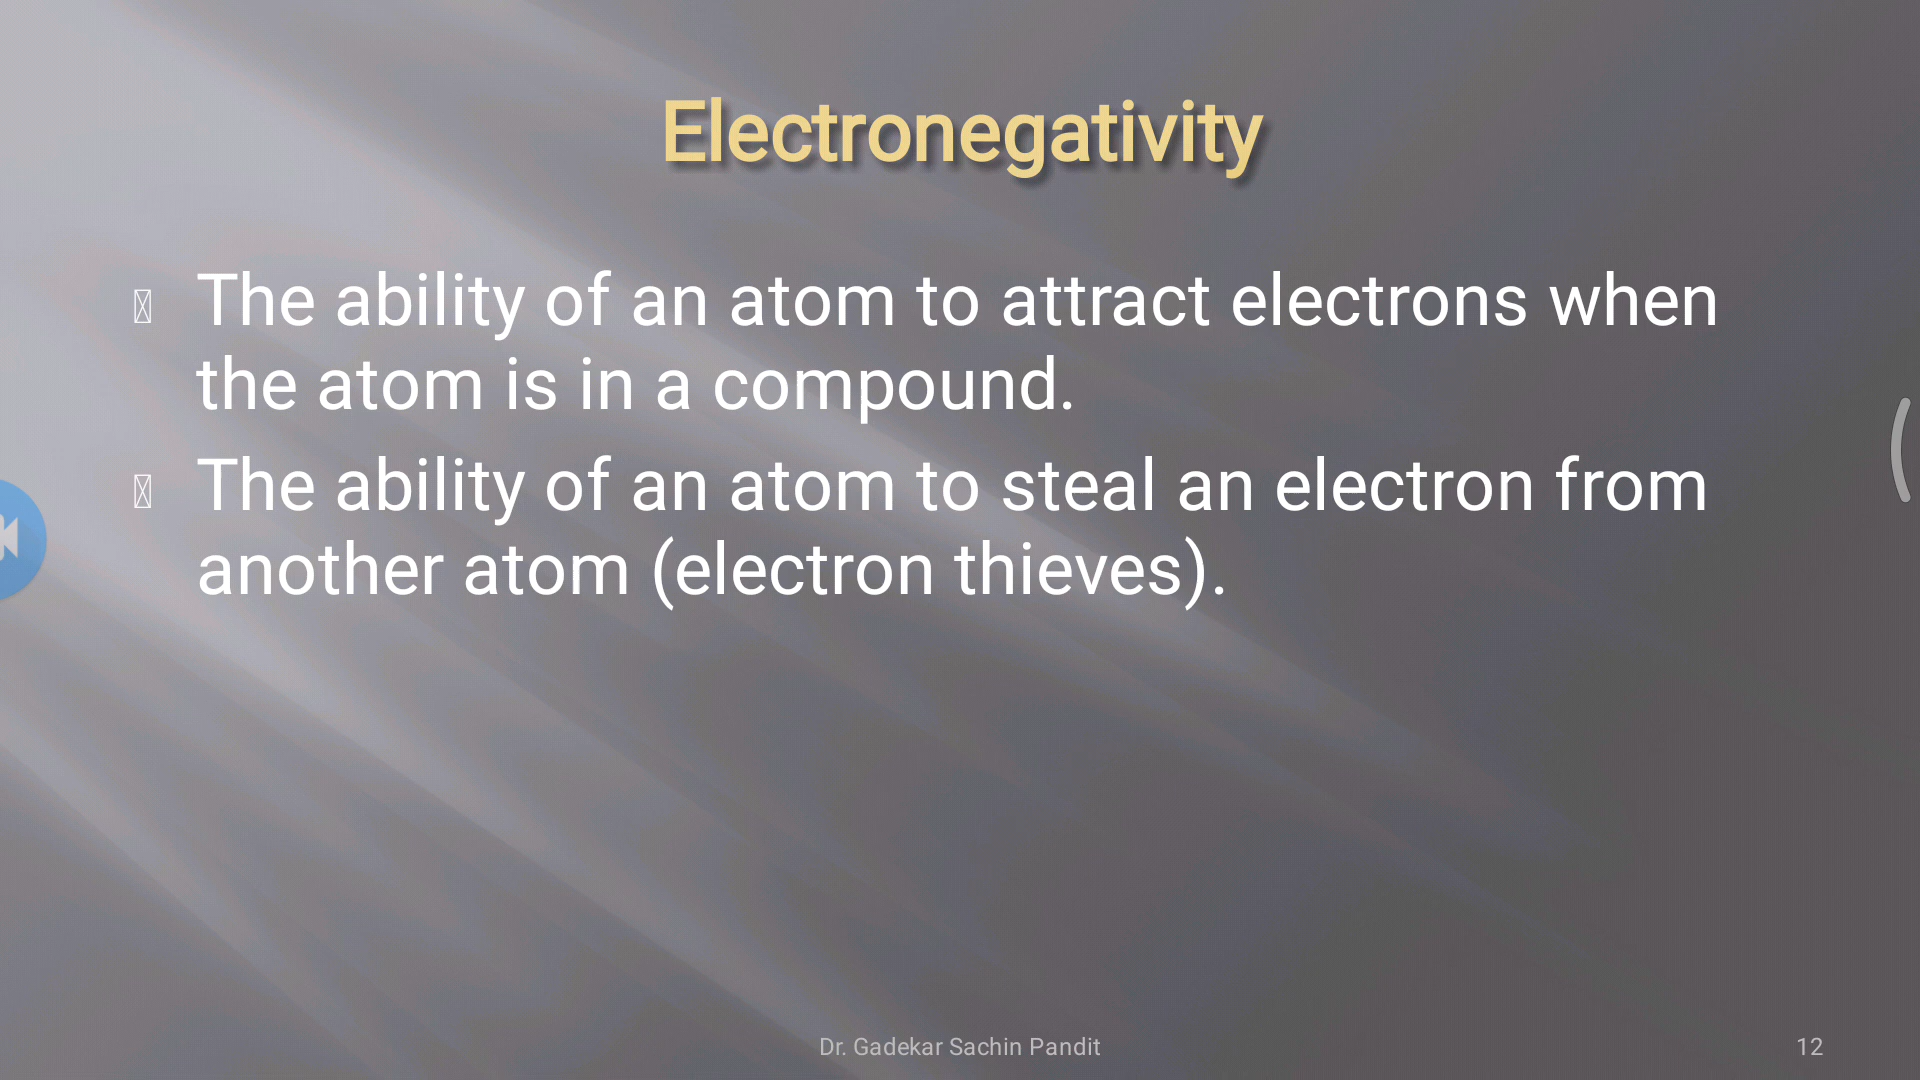 Electronegativity
The ability of an atom to attract electrons when
the atom is in a compound.
The ability of an atom to steal an electron from
another atom (electron thieves).
Dr. Gadekar Sachin Pandit
12